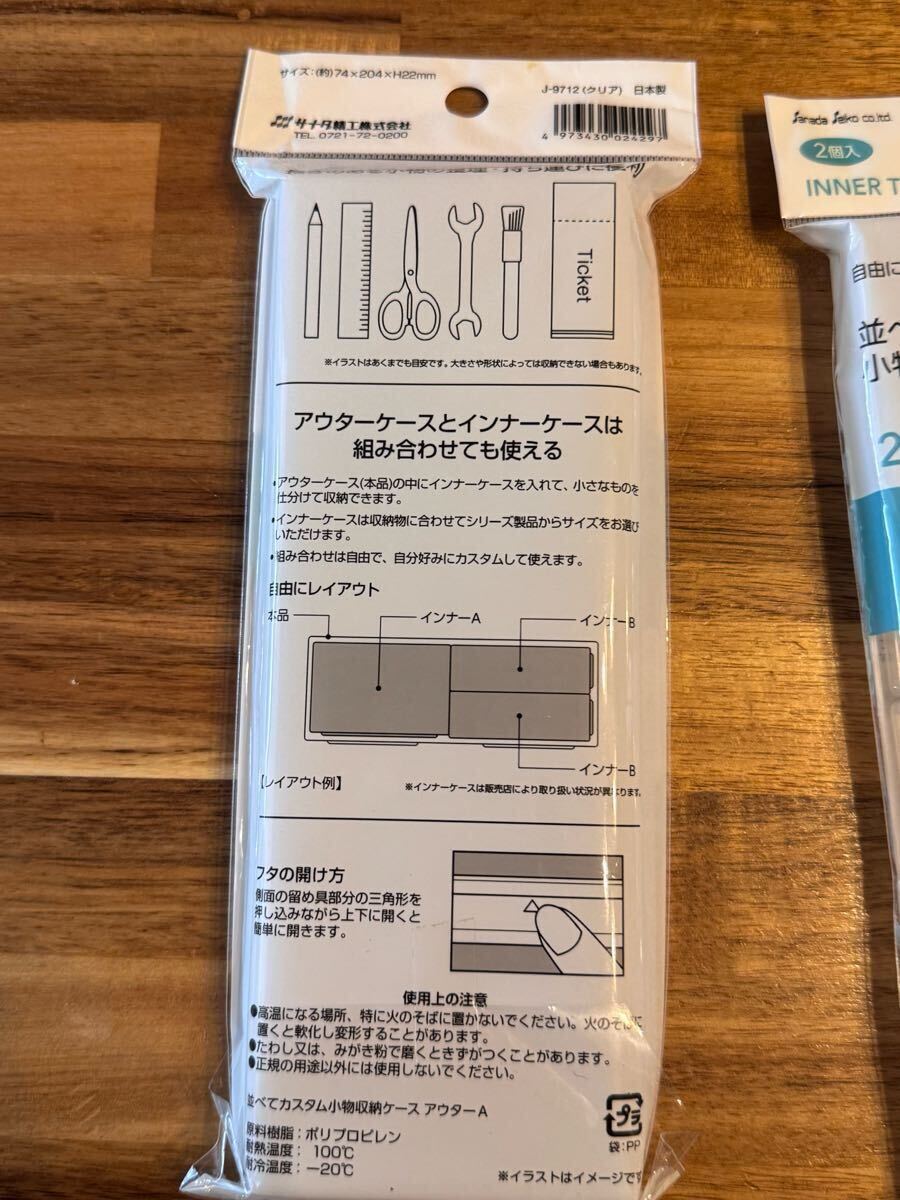 サイズ:(約)74×204×H22mm
J-9712(クリア) 日本製
サナダ精工株式会社
TEL. 0721-72-0200
4 973430 024297
小物の整理・持ち運びに便利
Ticket
※イラストはあくまでも目安です。大きさや形状によっては収納できない場合もあります。
アウターケースとインナーケースは
組み合わせても使える
・アウターケース(本品)の中にインナーケースを入れて、小さなものを
仕分けて収納できます。
・インナーケースは収納物に合わせてシリーズ製品からサイズをお選び
いただけます。
・組み合わせは自由で、自分好みにカスタムして使えます。
自由にレイアウト
本品
インナーA
インナーB
インナーB
【レイアウト例】
※インナーケースは販売店により取り扱い状況が異なります。
フタの開け方
側面の留め具部分の三角形を
押し込みながら上下に開くと
簡単に開きます。
使用上の注意
●高温になる場所、特に火のそばに置かないでください。火のそばに
置くと軟化し変形することがあります。
●たわし又は、みがき粉で磨くときずがつくことがあります。
●正規の用途以外には使用しないでください。
並べてカスタム小物収納ケース アウターA
原料樹脂:ポリプロピレン
耐熱温度: 100℃
耐冷温度:−20℃
プラ
袋:PP
※イラストはイメージです
Sanada Seiko co.ltd.
2個入
INNER T
自由に
並べ
小物
2